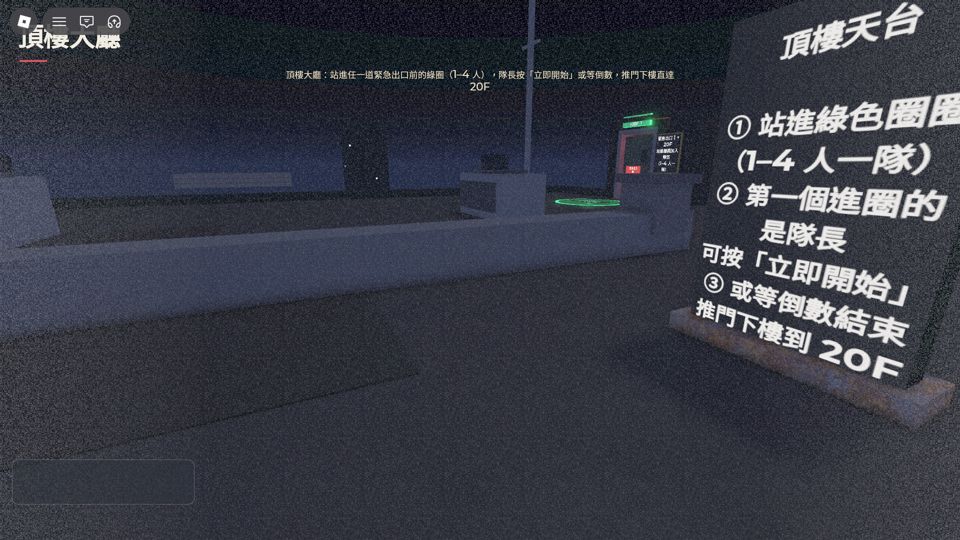 頂樓大廳
頂樓大廳：站進任一道緊急出口前的綠圈（1–4 人），隊長按「立即開始」或等倒數，推門下樓直達
20F
頂樓天台
① 站進綠色圈圈
（1–4 人一隊）
② 第一個進圈的
是隊長
可按「立即開始」
③ 或等倒數結束
推門下樓到 20F